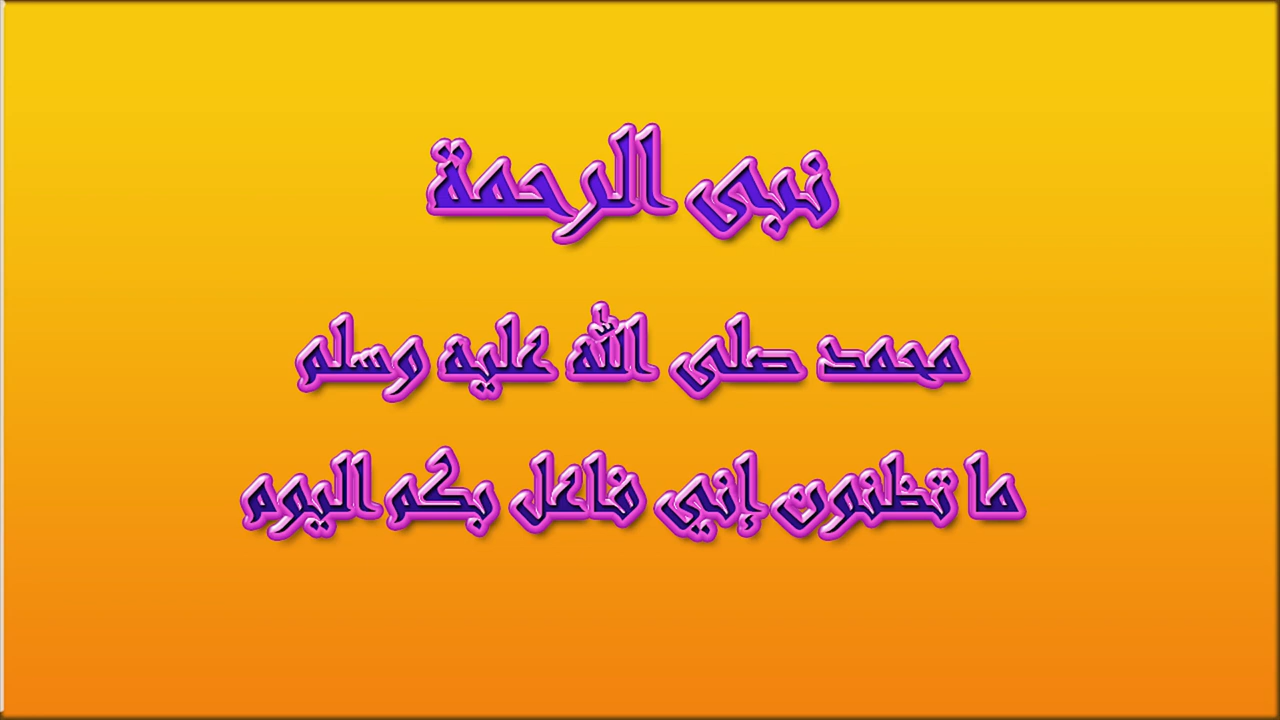 نبى الرحمة
محمد صلى الله عليه وسلم
ما تظنون إني فاعل بكم اليوم